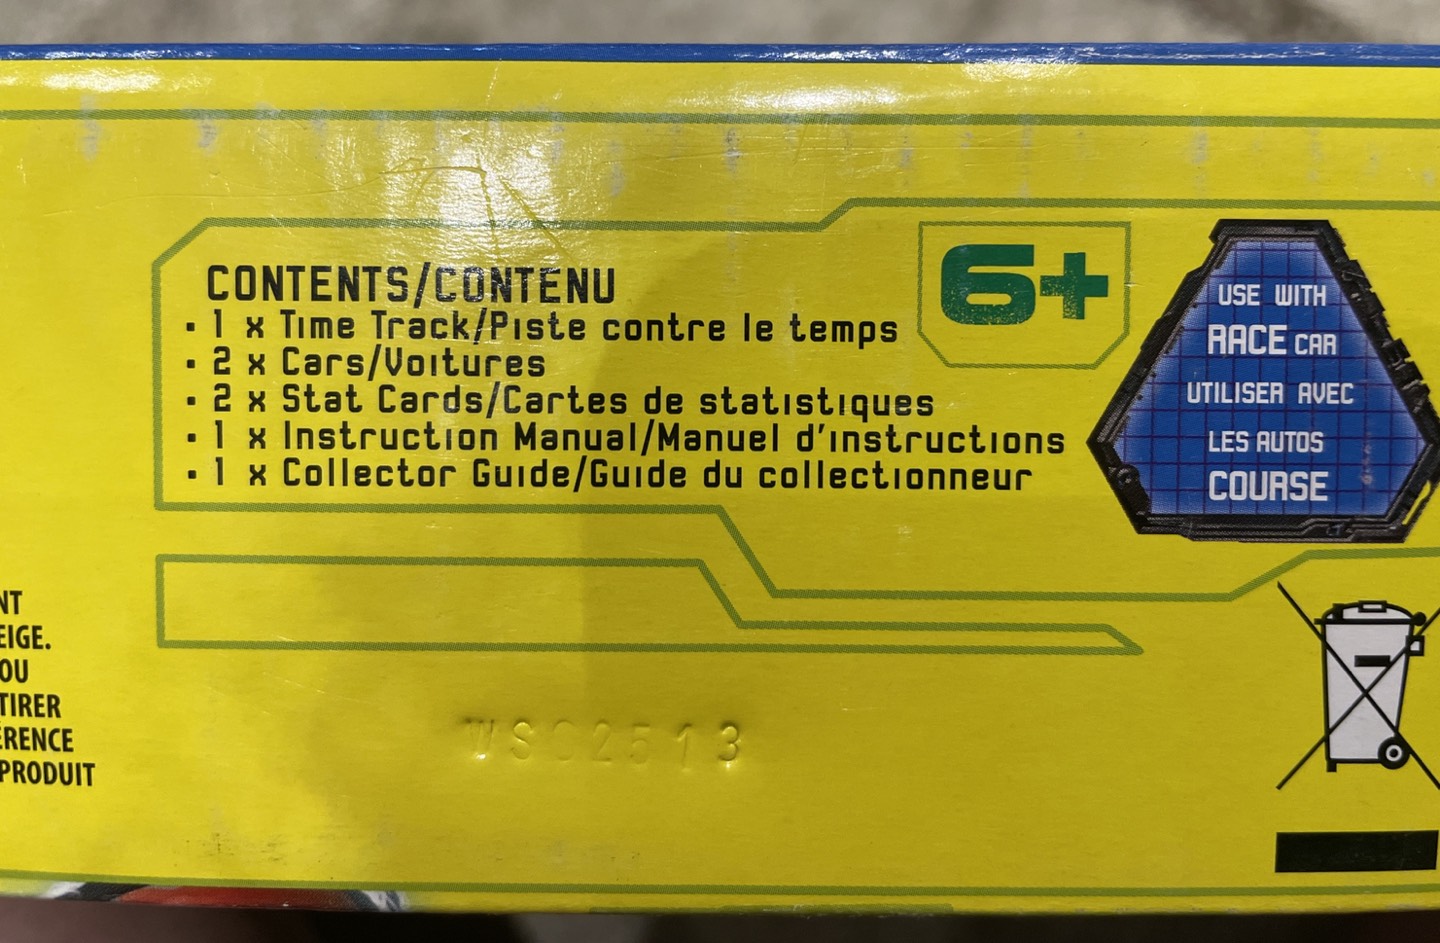 CONTENTS/CONTENU
· 1 x Time Track/Piste contre le temps
· 2 x Cars/Voitures
· 2 x Stat Cards/Cartes de statistiques
· 1 x Instruction Manual/Manuel d'instructions
· 1 x Collector Guide/Guide du collectionneur
6+
USE WITH
RACE CAR
UTILISER AVEC
LES AUTOS
COURSE
NT
EIGE.
OU
TIRER
ÉRENCE
PRODUIT
WSC2513